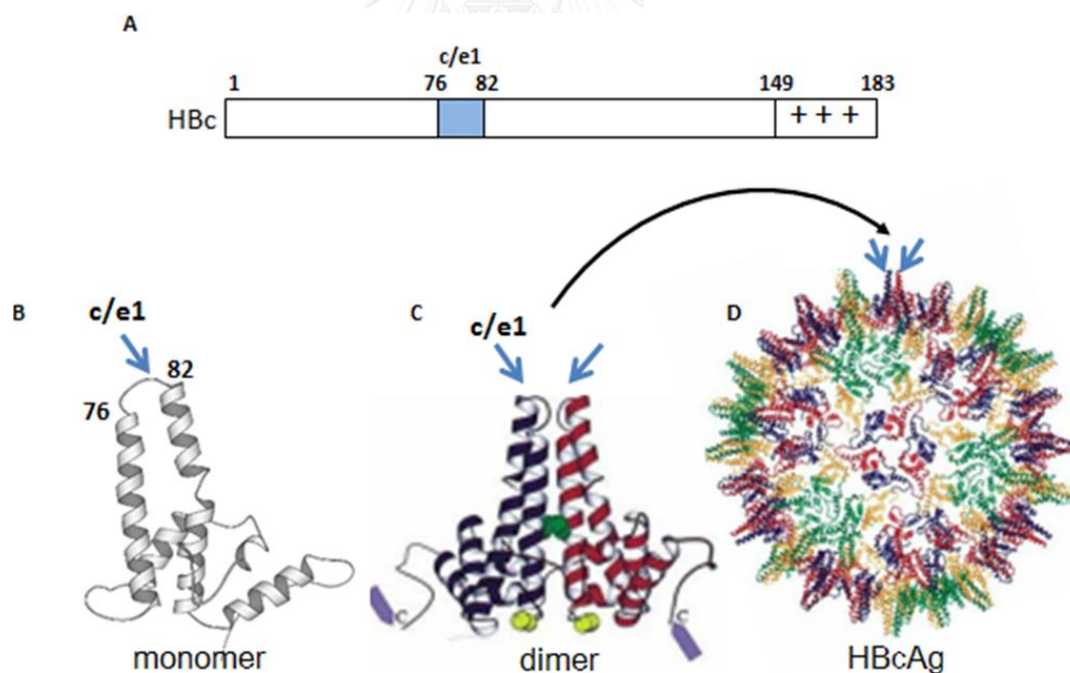 A
c/e1
1 76 82 149 183
HBc + + +
B c/e1 C c/e1 D
76 82
C C
monomer dimer HBcAg